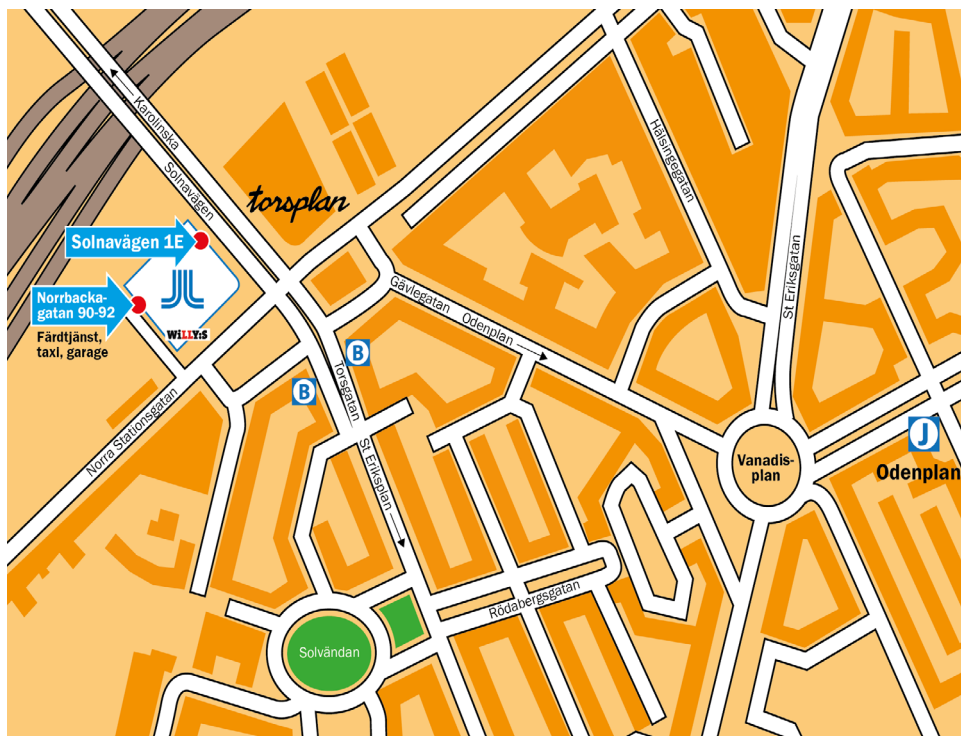 Karolinska
Solnavägen
torsplan
Hälsingegatan
St Eriksgatan
Solnavägen 1E
Norrbacka-
gatan 90-92
Färdtjänst,
taxi, garage
WiLLY:S
Gävlegatan
Odenplan
B
B
Torsgatan
St Eriksplan
Norra Stationsgatan
Vanadis-
plan
J
Odenplan
Rödabergsgatan
Solvändan